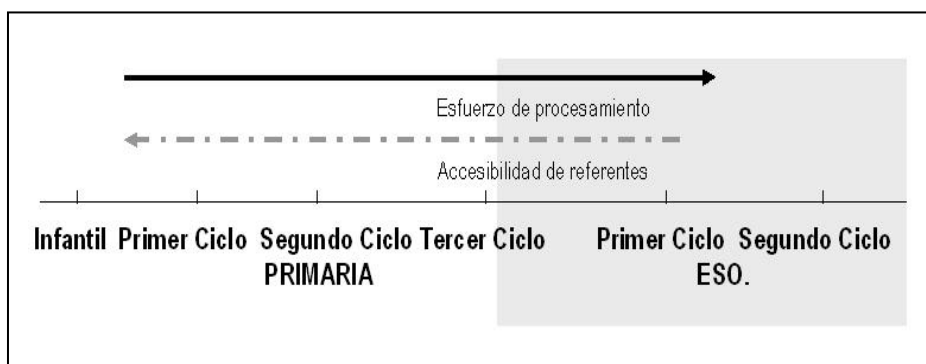 Esfuerzo de procesamiento
Accesibilidad de referentes
Infantil Primer Ciclo Segundo Ciclo Tercer Ciclo Primer Ciclo Segundo Ciclo
PRIMARIA ESO.